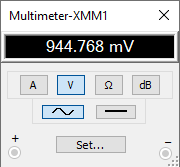 Multimeter-XMM1
944.768 mV
A V Ω dB
+ Set... −